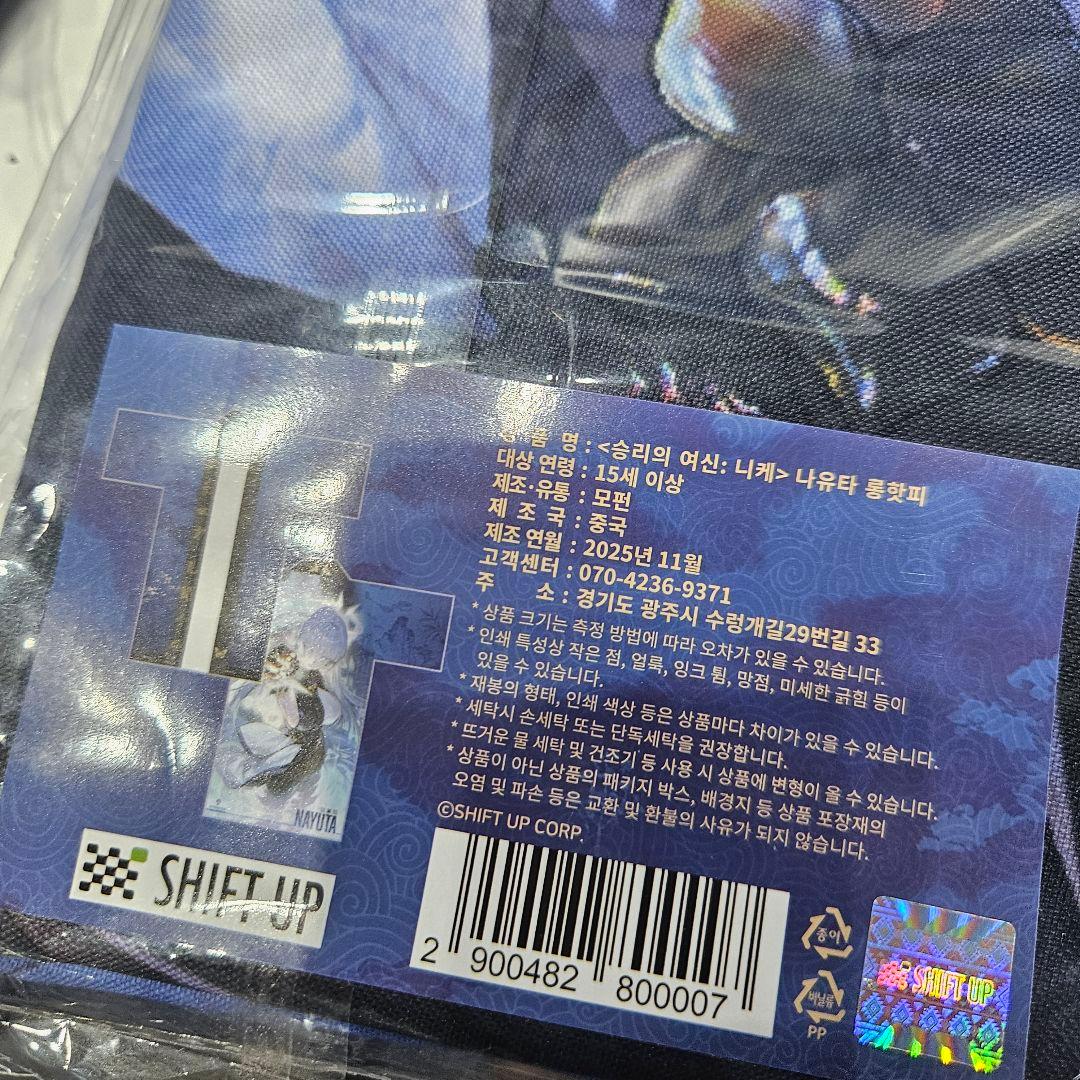 상 품 명 : <승리의 여신: 니케> 나유타 롱핫피
대상 연령 : 15세 이상
제조·유통 : 모펀
제 조 국 : 중국
제조 연월 : 2025년 11월
고객센터 : 070-4236-9371
주 소 : 경기도 광주시 수렁개길29번길 33
* 상품 크기는 측정 방법에 따라 오차가 있을 수 있습니다.
* 인쇄 특성상 작은 점, 얼룩, 잉크 튐, 망점, 미세한 긁힘 등이
있을 수 있습니다.
* 재봉의 형태, 인쇄 색상 등은 상품마다 차이가 있을 수 있습니다.
* 세탁시 손세탁 또는 단독세탁을 권장합니다.
* 뜨거운 물 세탁 및 건조기 등 사용 시 상품에 변형이 올 수 있습니다.
* 상품이 아닌 상품의 패키지 박스, 배경지 등 상품 포장재의
오염 및 파손 등은 교환 및 환불의 사유가 되지 않습니다.
©SHIFT UP CORP.
NAYUTA
SHIFT UP
2 900482 800007
종이
비닐류
PP
SHIFT UP